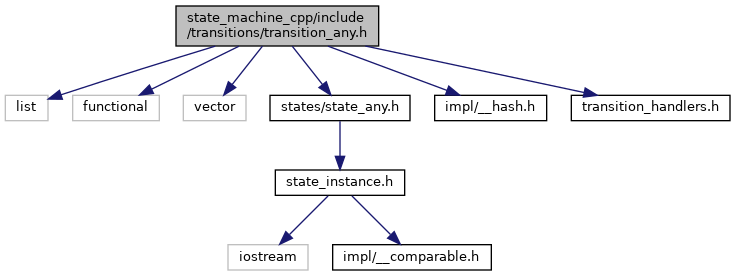 state_machine_cpp/include
/transitions/transition_any.h
list
functional
vector
states/state_any.h
impl/__hash.h
transition_handlers.h
state_instance.h
iostream
impl/__comparable.h